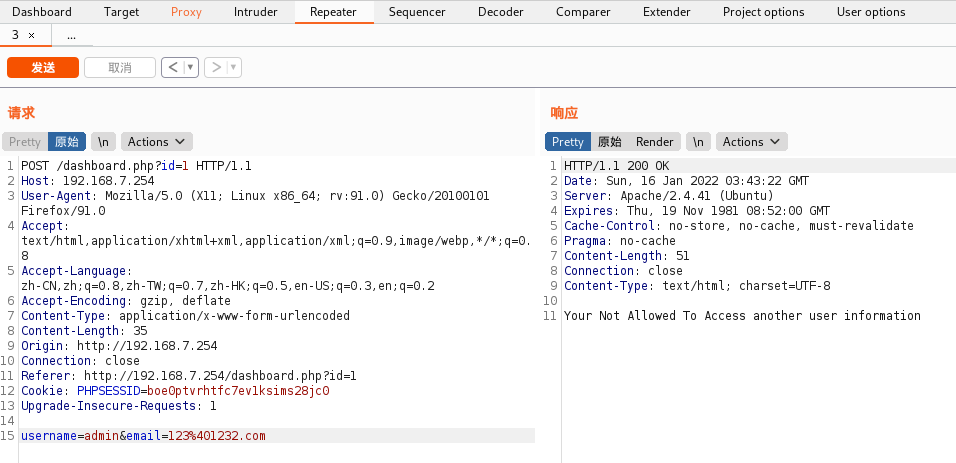 Dashboard Target Proxy Intruder Repeater Sequencer Decoder Comparer Extender Project options User options
3 × ...
发送 取消 < ▼ > ▼
请求
Pretty 原始 \n Actions
1 POST /dashboard.php?id=1 HTTP/1.1
2 Host: 192.168.7.254
3 User-Agent: Mozilla/5.0 (X11; Linux x86_64; rv:91.0) Gecko/20100101
Firefox/91.0
4 Accept:
text/html,application/xhtml+xml,application/xml;q=0.9,image/webp,*/*;q=0.
8
5 Accept-Language:
zh-CN,zh;q=0.8,zh-TW;q=0.7,zh-HK;q=0.5,en-US;q=0.3,en;q=0.2
6 Accept-Encoding: gzip, deflate
7 Content-Type: application/x-www-form-urlencoded
8 Content-Length: 35
9 Origin: http://192.168.7.254
10 Connection: close
11 Referer: http://192.168.7.254/dashboard.php?id=1
12 Cookie: PHPSESSID=boe0ptvrhtfc7ev1ksims28jc0
13 Upgrade-Insecure-Requests: 1
14
15 username=admin&email=123%401232.com
响应
Pretty 原始 Render \n Actions
1 HTTP/1.1 200 OK
2 Date: Sun, 16 Jan 2022 03:43:22 GMT
3 Server: Apache/2.4.41 (Ubuntu)
4 Expires: Thu, 19 Nov 1981 08:52:00 GMT
5 Cache-Control: no-store, no-cache, must-revalidate
6 Pragma: no-cache
7 Content-Length: 51
8 Connection: close
9 Content-Type: text/html; charset=UTF-8
10
11 Your Not Allowed To Access another user information